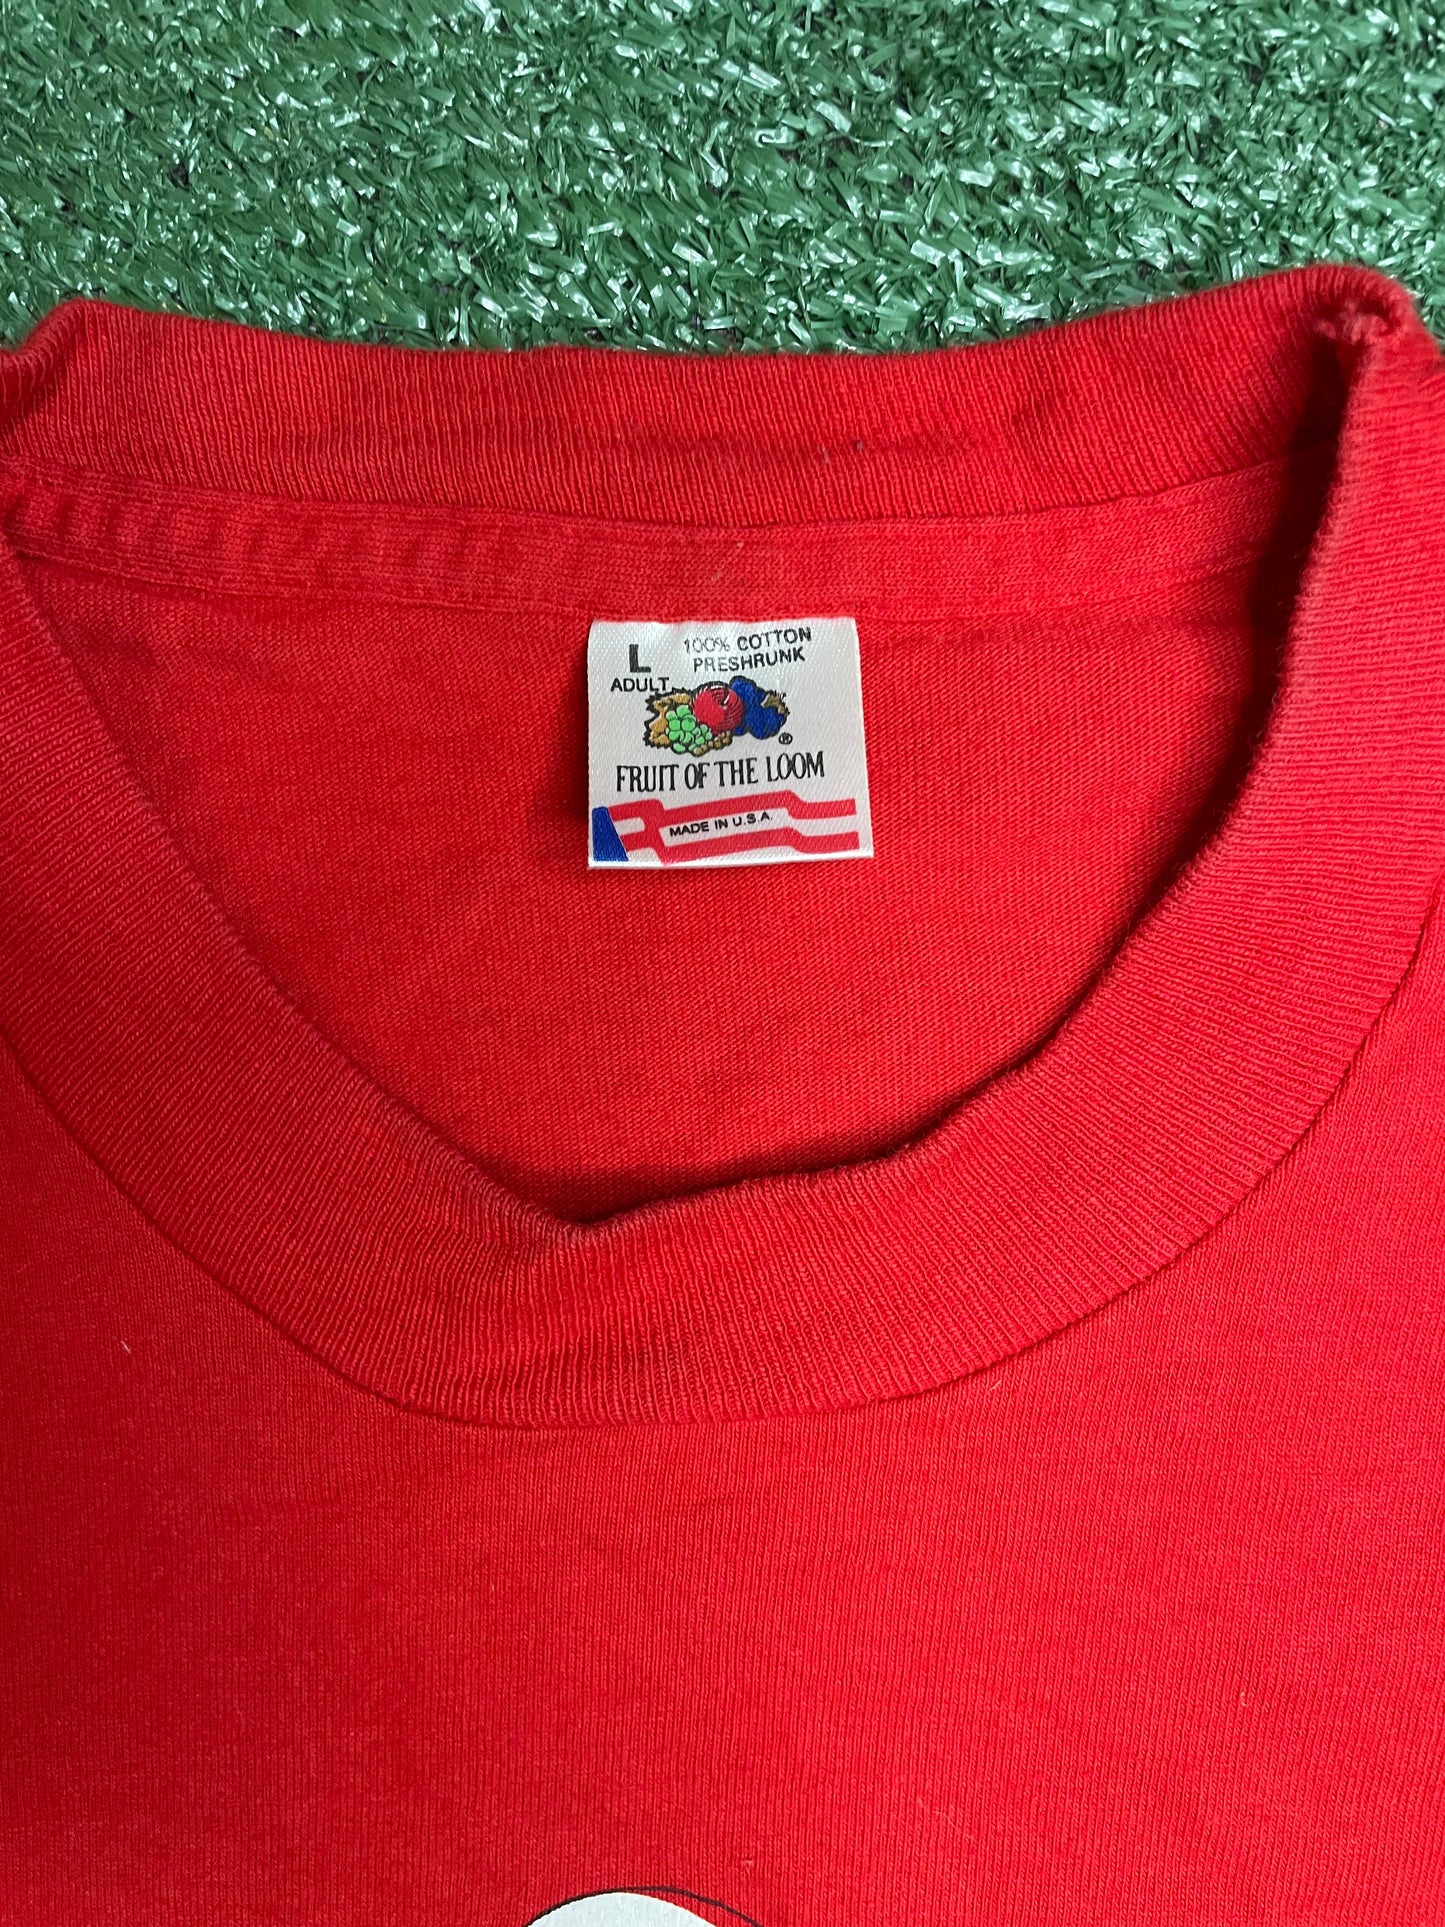 L 100% COTTON
ADULT PRESHRUNK
®
FRUIT OF THE LOOM
MADE IN U.S.A.